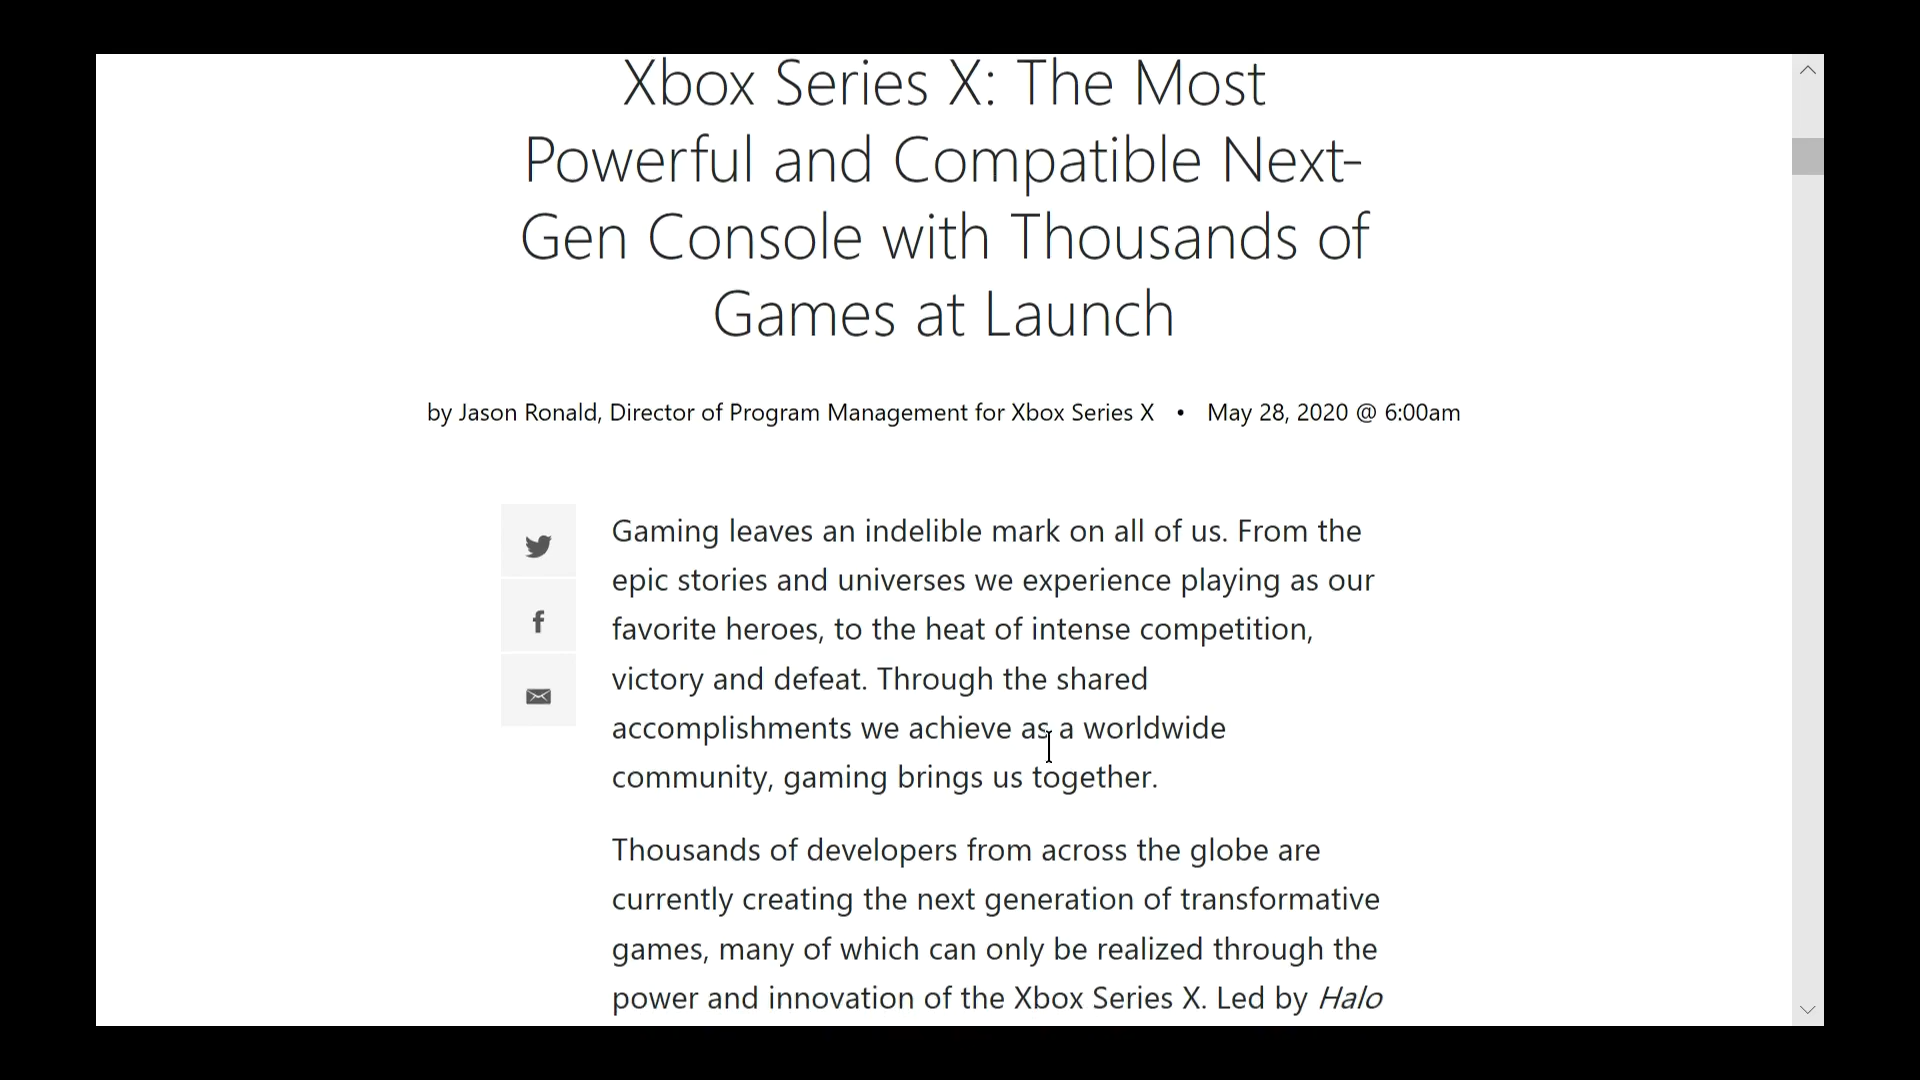 Xbox Series X: The Most
Powerful and Compatible Next-
Gen Console with Thousands of
Games at Launch
by Jason Ronald, Director of Program Management for Xbox Series X • May 28, 2020 @ 6:00am
Gaming leaves an indelible mark on all of us. From the
epic stories and universes we experience playing as our
favorite heroes, to the heat of intense competition,
victory and defeat. Through the shared
accomplishments we achieve as a worldwide
community, gaming brings us together.
Thousands of developers from across the globe are
currently creating the next generation of transformative
games, many of which can only be realized through the
power and innovation of the Xbox Series X. Led by Halo